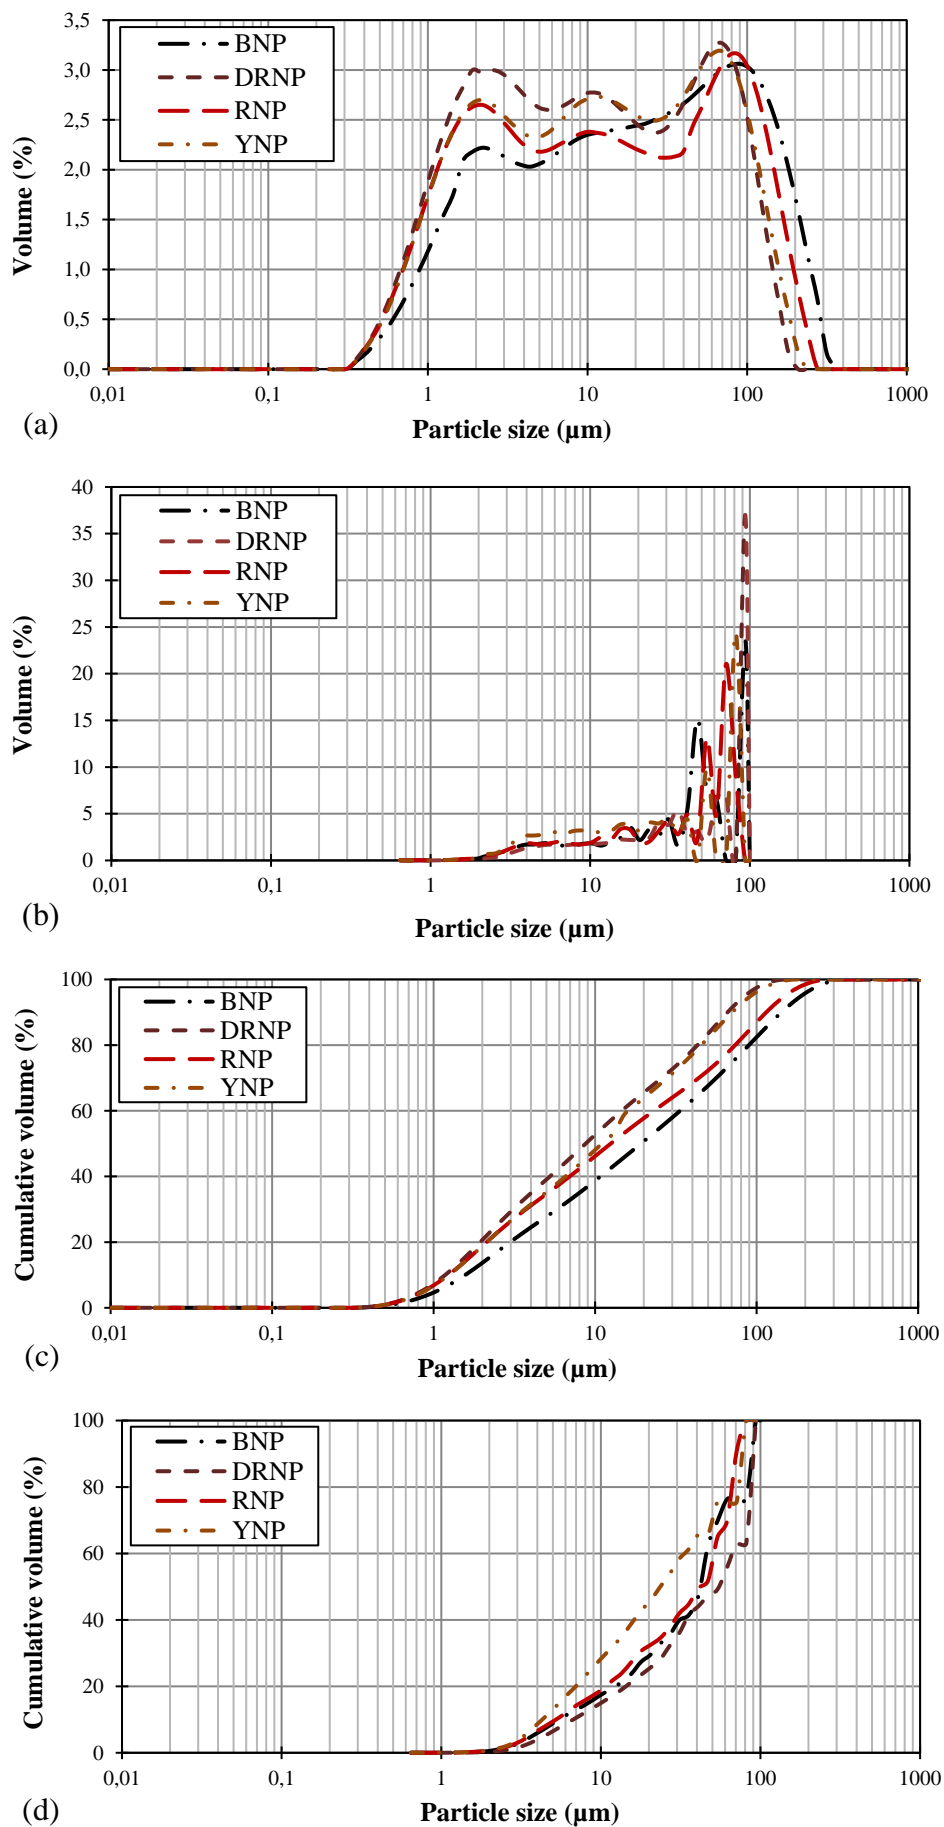 3,5
3,0
2,5
2,0
1,5
1,0
0,5
0,0
Volume (%)
BNP
DRNP
RNP
YNP
0,01 0,1 1 10 100 1000
Particle size (µm)
(a)
40
35
30
25
20
15
10
5
0
Volume (%)
BNP
DRNP
RNP
YNP
0,01 0,1 1 10 100 1000
Particle size (µm)
(b)
100
80
60
40
20
0
Cumulative volume (%)
BNP
DRNP
RNP
YNP
0,01 0,1 1 10 100 1000
Particle size (µm)
(c)
100
80
60
40
20
0
Cumulative volume (%)
BNP
DRNP
RNP
YNP
0,01 0,1 1 10 100 1000
Particle size (µm)
(d)